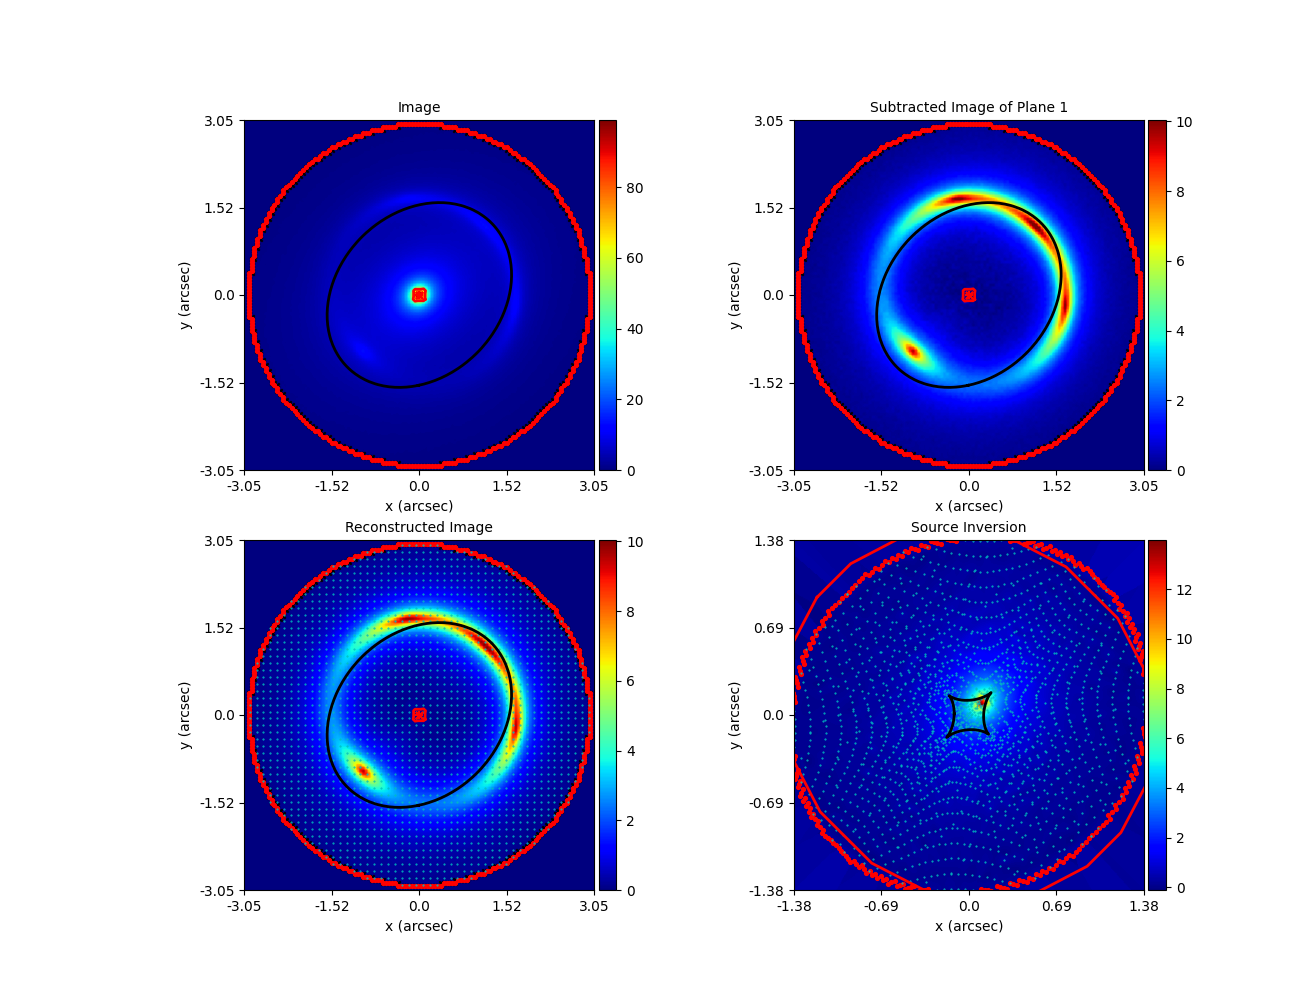 Image
3.05
1.52
0.0
-1.52
-3.05
y (arcsec)
-3.05 -1.52 0.0 1.52 3.05
x (arcsec)
80
60
40
20
0
Subtracted Image of Plane 1
3.05
1.52
0.0
-1.52
-3.05
y (arcsec)
-3.05 -1.52 0.0 1.52 3.05
x (arcsec)
10
8
6
4
2
0
Reconstructed Image
3.05
1.52
0.0
-1.52
-3.05
y (arcsec)
-3.05 -1.52 0.0 1.52 3.05
x (arcsec)
10
8
6
4
2
0
Source Inversion
1.38
0.69
0.0
-0.69
-1.38
y (arcsec)
-1.38 -0.69 0.0 0.69 1.38
x (arcsec)
12
10
8
6
4
2
0